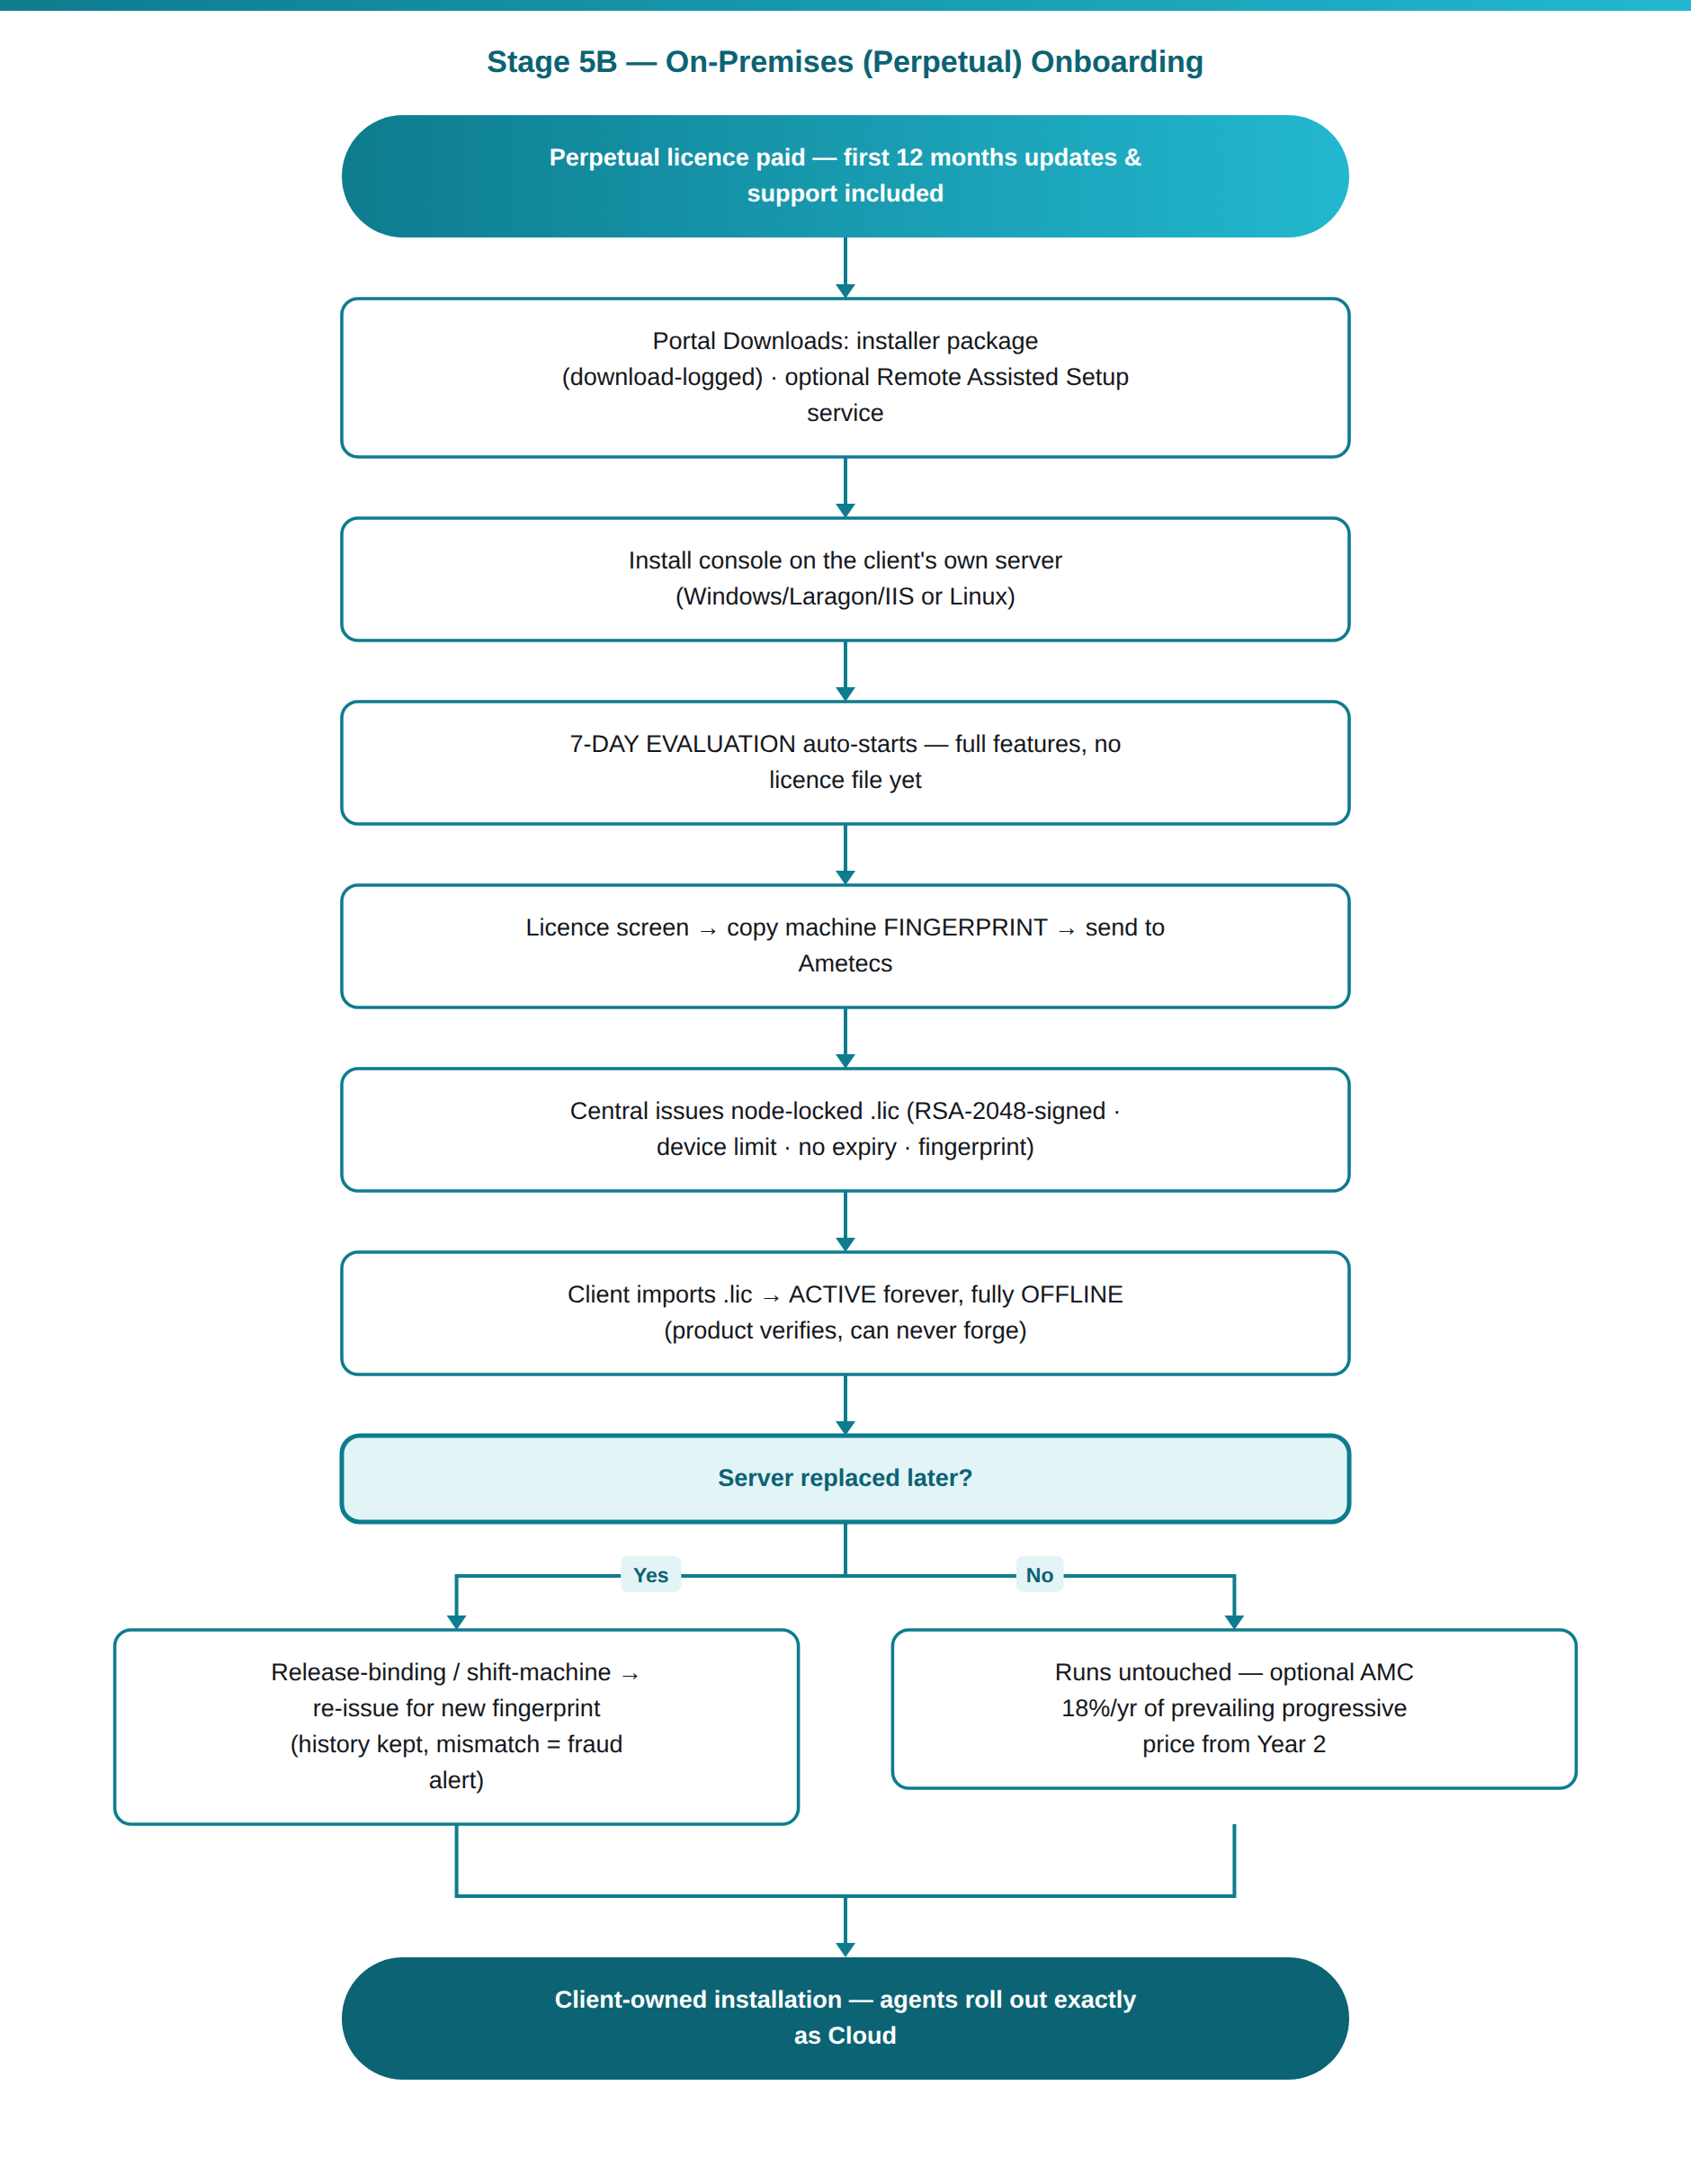 Stage 5B — On-Premises (Perpetual) Onboarding
Perpetual licence paid — first 12 months updates &
support included
Portal Downloads: installer package
(download-logged) · optional Remote Assisted Setup
service
Install console on the client's own server
(Windows/Laragon/IIS or Linux)
7-DAY EVALUATION auto-starts — full features, no
licence file yet
Licence screen → copy machine FINGERPRINT → send to
Ametecs
Central issues node-locked .lic (RSA-2048-signed ·
device limit · no expiry · fingerprint)
Client imports .lic → ACTIVE forever, fully OFFLINE
(product verifies, can never forge)
Server replaced later?
Yes
No
Release-binding / shift-machine →
re-issue for new fingerprint
(history kept, mismatch = fraud
alert)
Runs untouched — optional AMC
18%/yr of prevailing progressive
price from Year 2
Client-owned installation — agents roll out exactly
as Cloud